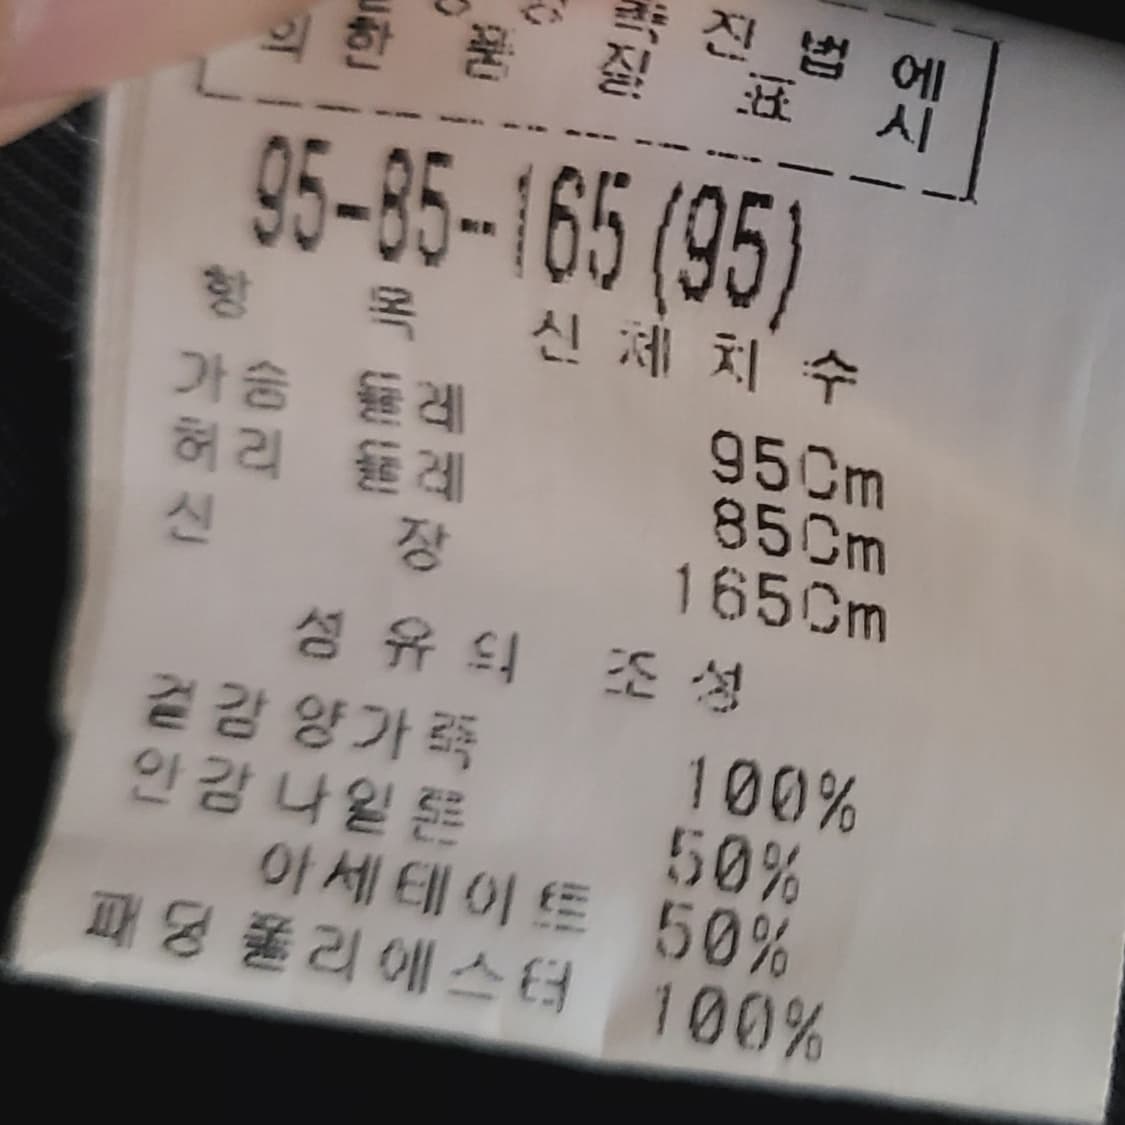 진 법 에
의 한 품 질 표 시
95-85-165(95)
항 목 신 체 치 수
가슴 둘레 95Cm
허리 둘레 85Cm
신 장 165Cm
섬 유 의 조 성
겉감 양가죽 100%
안감 나일론 50%
아세테이트 50%
패딩 폴리에스터 100%